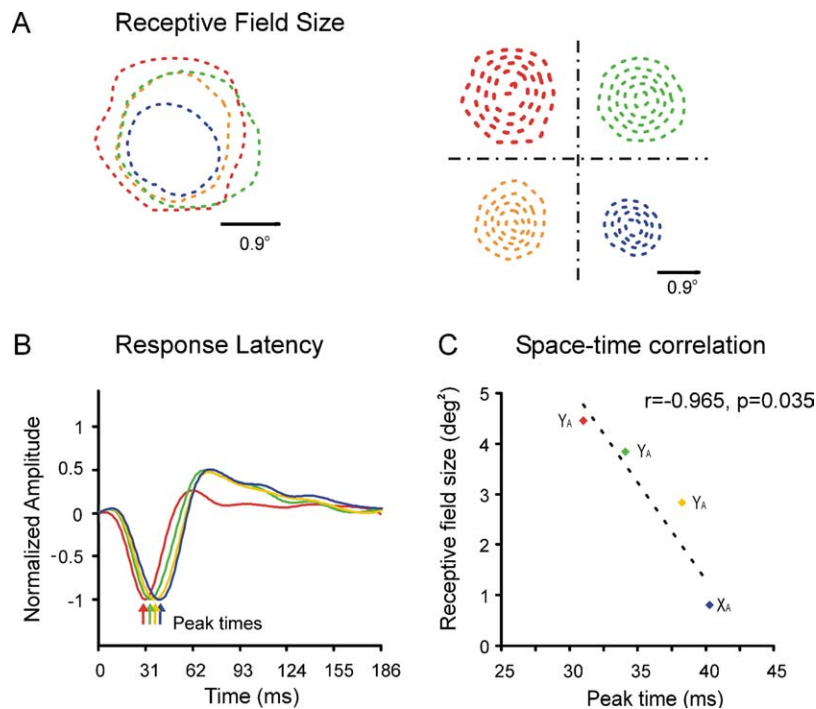 A Receptive Field Size
0.9°
0.9°
B Response Latency
Normalized Amplitude
1
0.5
0
-0.5
-1
Peak times
0 31 62 93 124 155 186
Time (ms)
C Space-time correlation
r=-0.965, p=0.035
Receptive field size (deg²)
5
4
3
2
1
0
YA
YA
YA
XA
25 30 35 40 45
Peak time (ms)